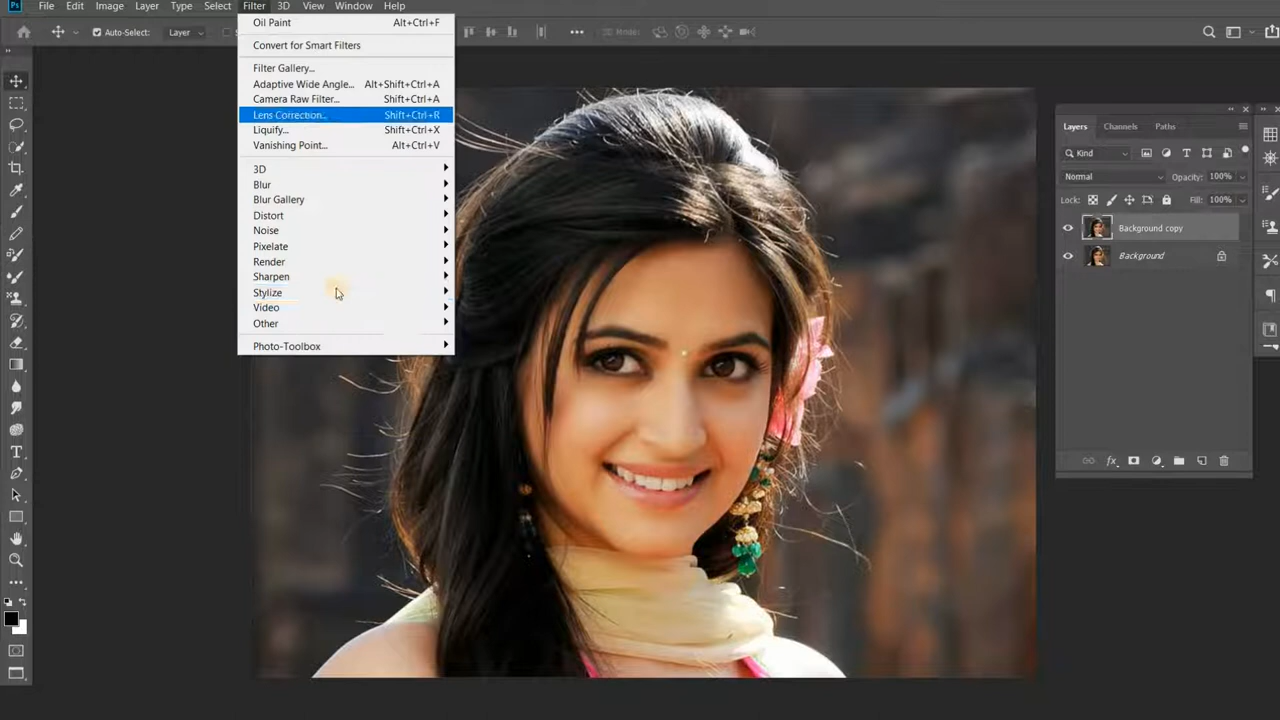 Ps File Edit Image Layer Type Select Filter 3D View Window Help
Auto-Select: Layer
Oil Paint Alt+Ctrl+F
Convert for Smart Filters
Filter Gallery...
Adaptive Wide Angle... Alt+Shift+Ctrl+A
Camera Raw Filter... Shift+Ctrl+A
Lens Correction... Shift+Ctrl+R
Liquify... Shift+Ctrl+X
Vanishing Point... Alt+Ctrl+V
3D
Blur
Blur Gallery
Distort
Noise
Pixelate
Render
Sharpen
Stylize
Video
Other
Photo-Toolbox
Layers Channels Paths
Kind
Normal Opacity: 100%
Lock: Fill: 100%
Background copy
Background
fx